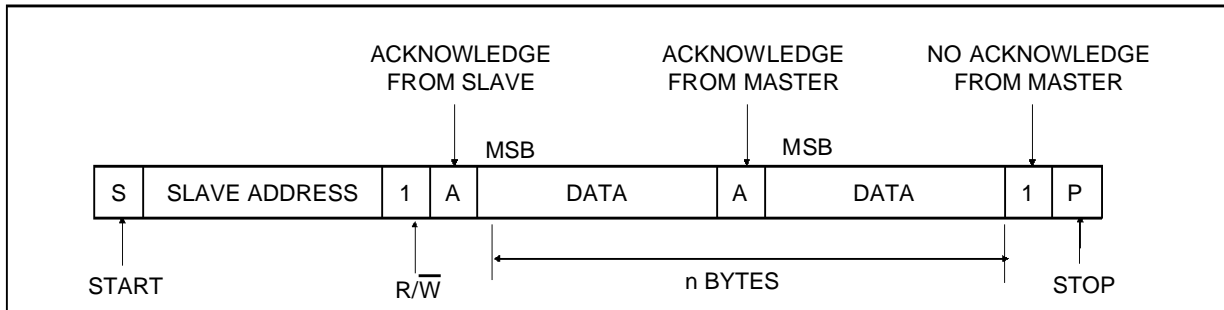 ACKNOWLEDGE
FROM SLAVE
ACKNOWLEDGE
FROM MASTER
NO ACKNOWLEDGE
FROM MASTER
MSB
MSB
S SLAVE ADDRESS 1 A DATA A DATA 1 P
START
R/W̅
n BYTES
STOP